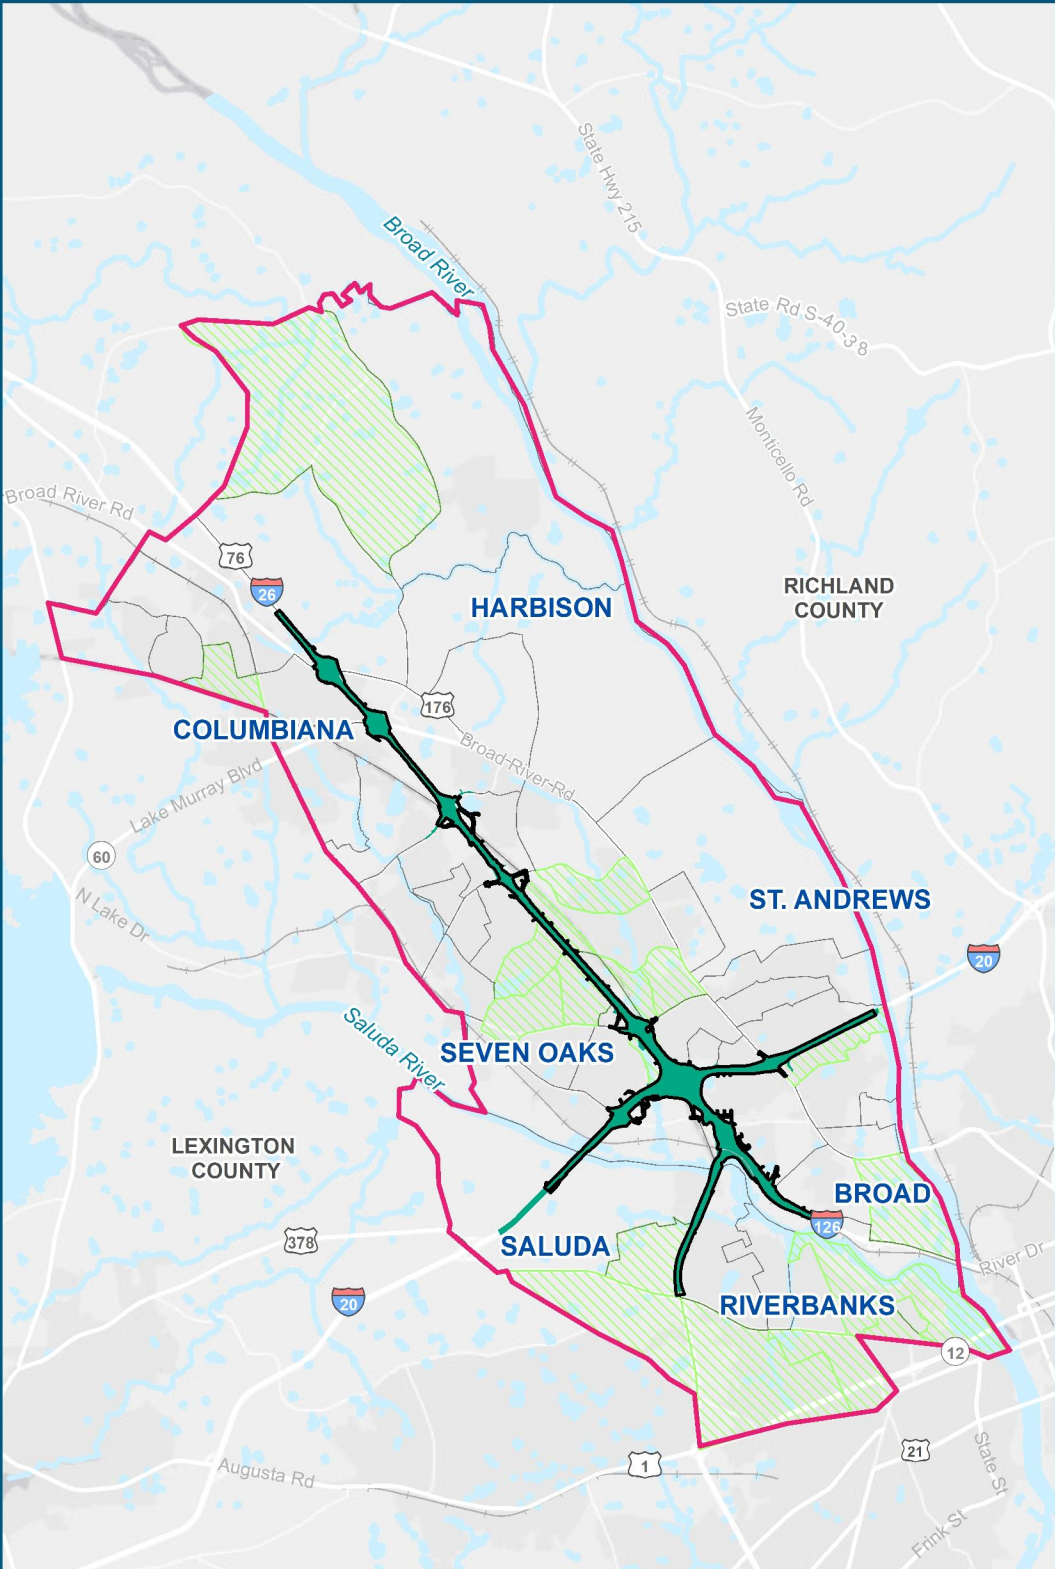 State Hwy 215
Broad River
State Rd S-40-38
Monticello Rd
Broad River Rd
76
26
HARBISON
RICHLAND
COUNTY
176
COLUMBIANA
Broad-River-Rd
Lake Murray Blvd
60
N Lake Dr
ST. ANDREWS
20
Saluda River
SEVEN OAKS
LEXINGTON
COUNTY
BROAD
126
378
SALUDA
River Dr
20
RIVERBANKS
12
21
1
Augusta Rd
State St
Frink St